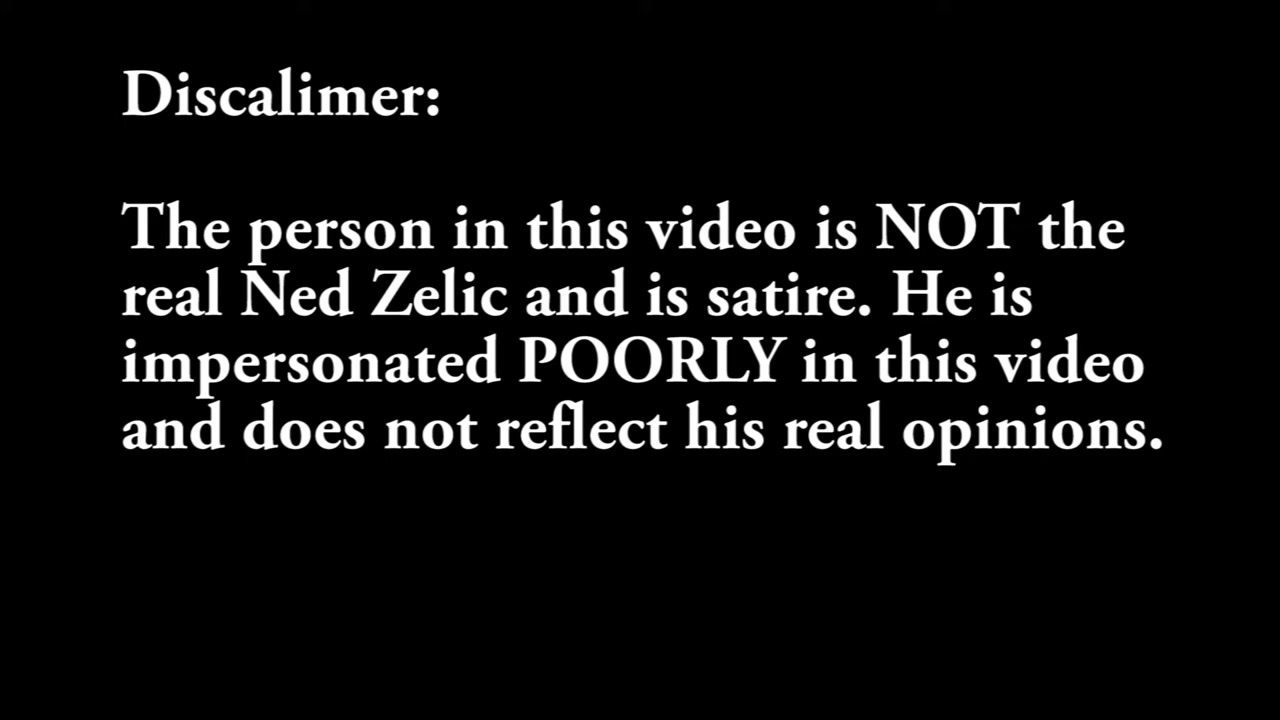 Discalimer:
The person in this video is NOT the
real Ned Zelic and is satire. He is
impersonated POORLY in this video
and does not reflect his real opinions.